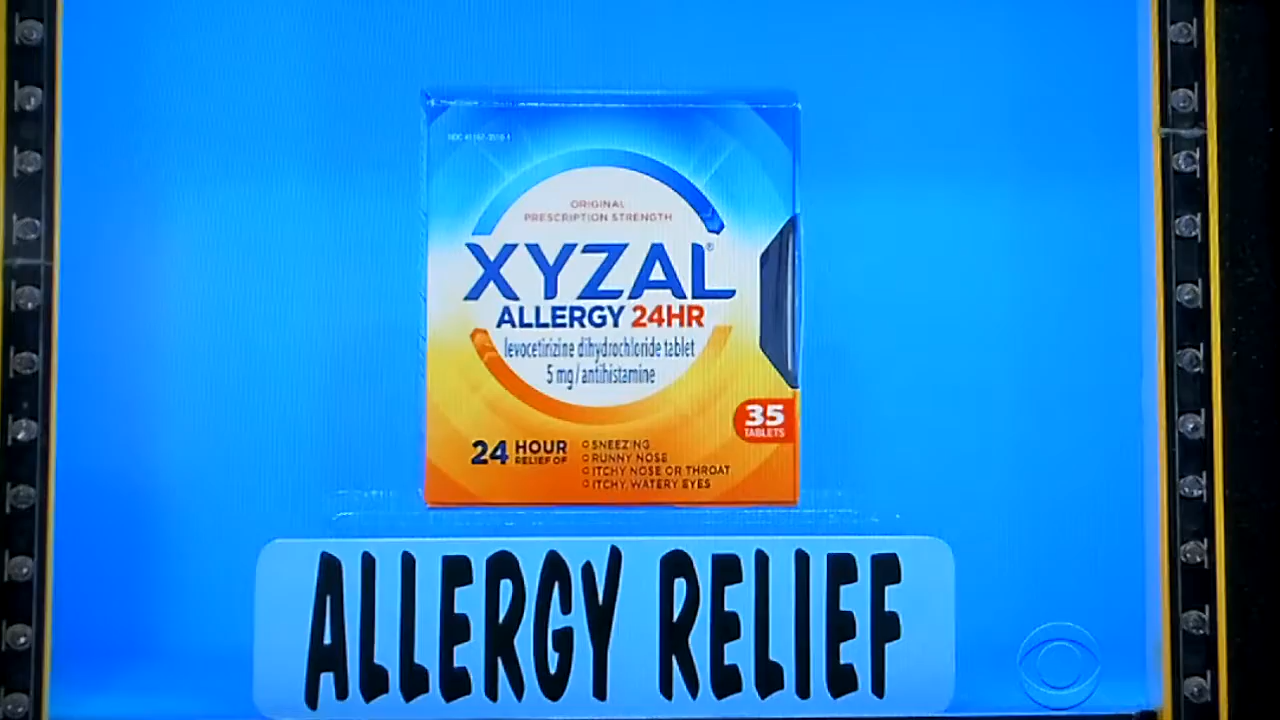 ORIGINAL
PRESCRIPTION STRENGTH
XYZAL®
ALLERGY 24HR
levocetirizine dihydrochloride tablet
5 mg/antihistamine
35
TABLETS
24 HOUR
RELIEF OF
SNEEZING
RUNNY NOSE
ITCHY NOSE OR THROAT
ITCHY, WATERY EYES
ALLERGY RELIEF